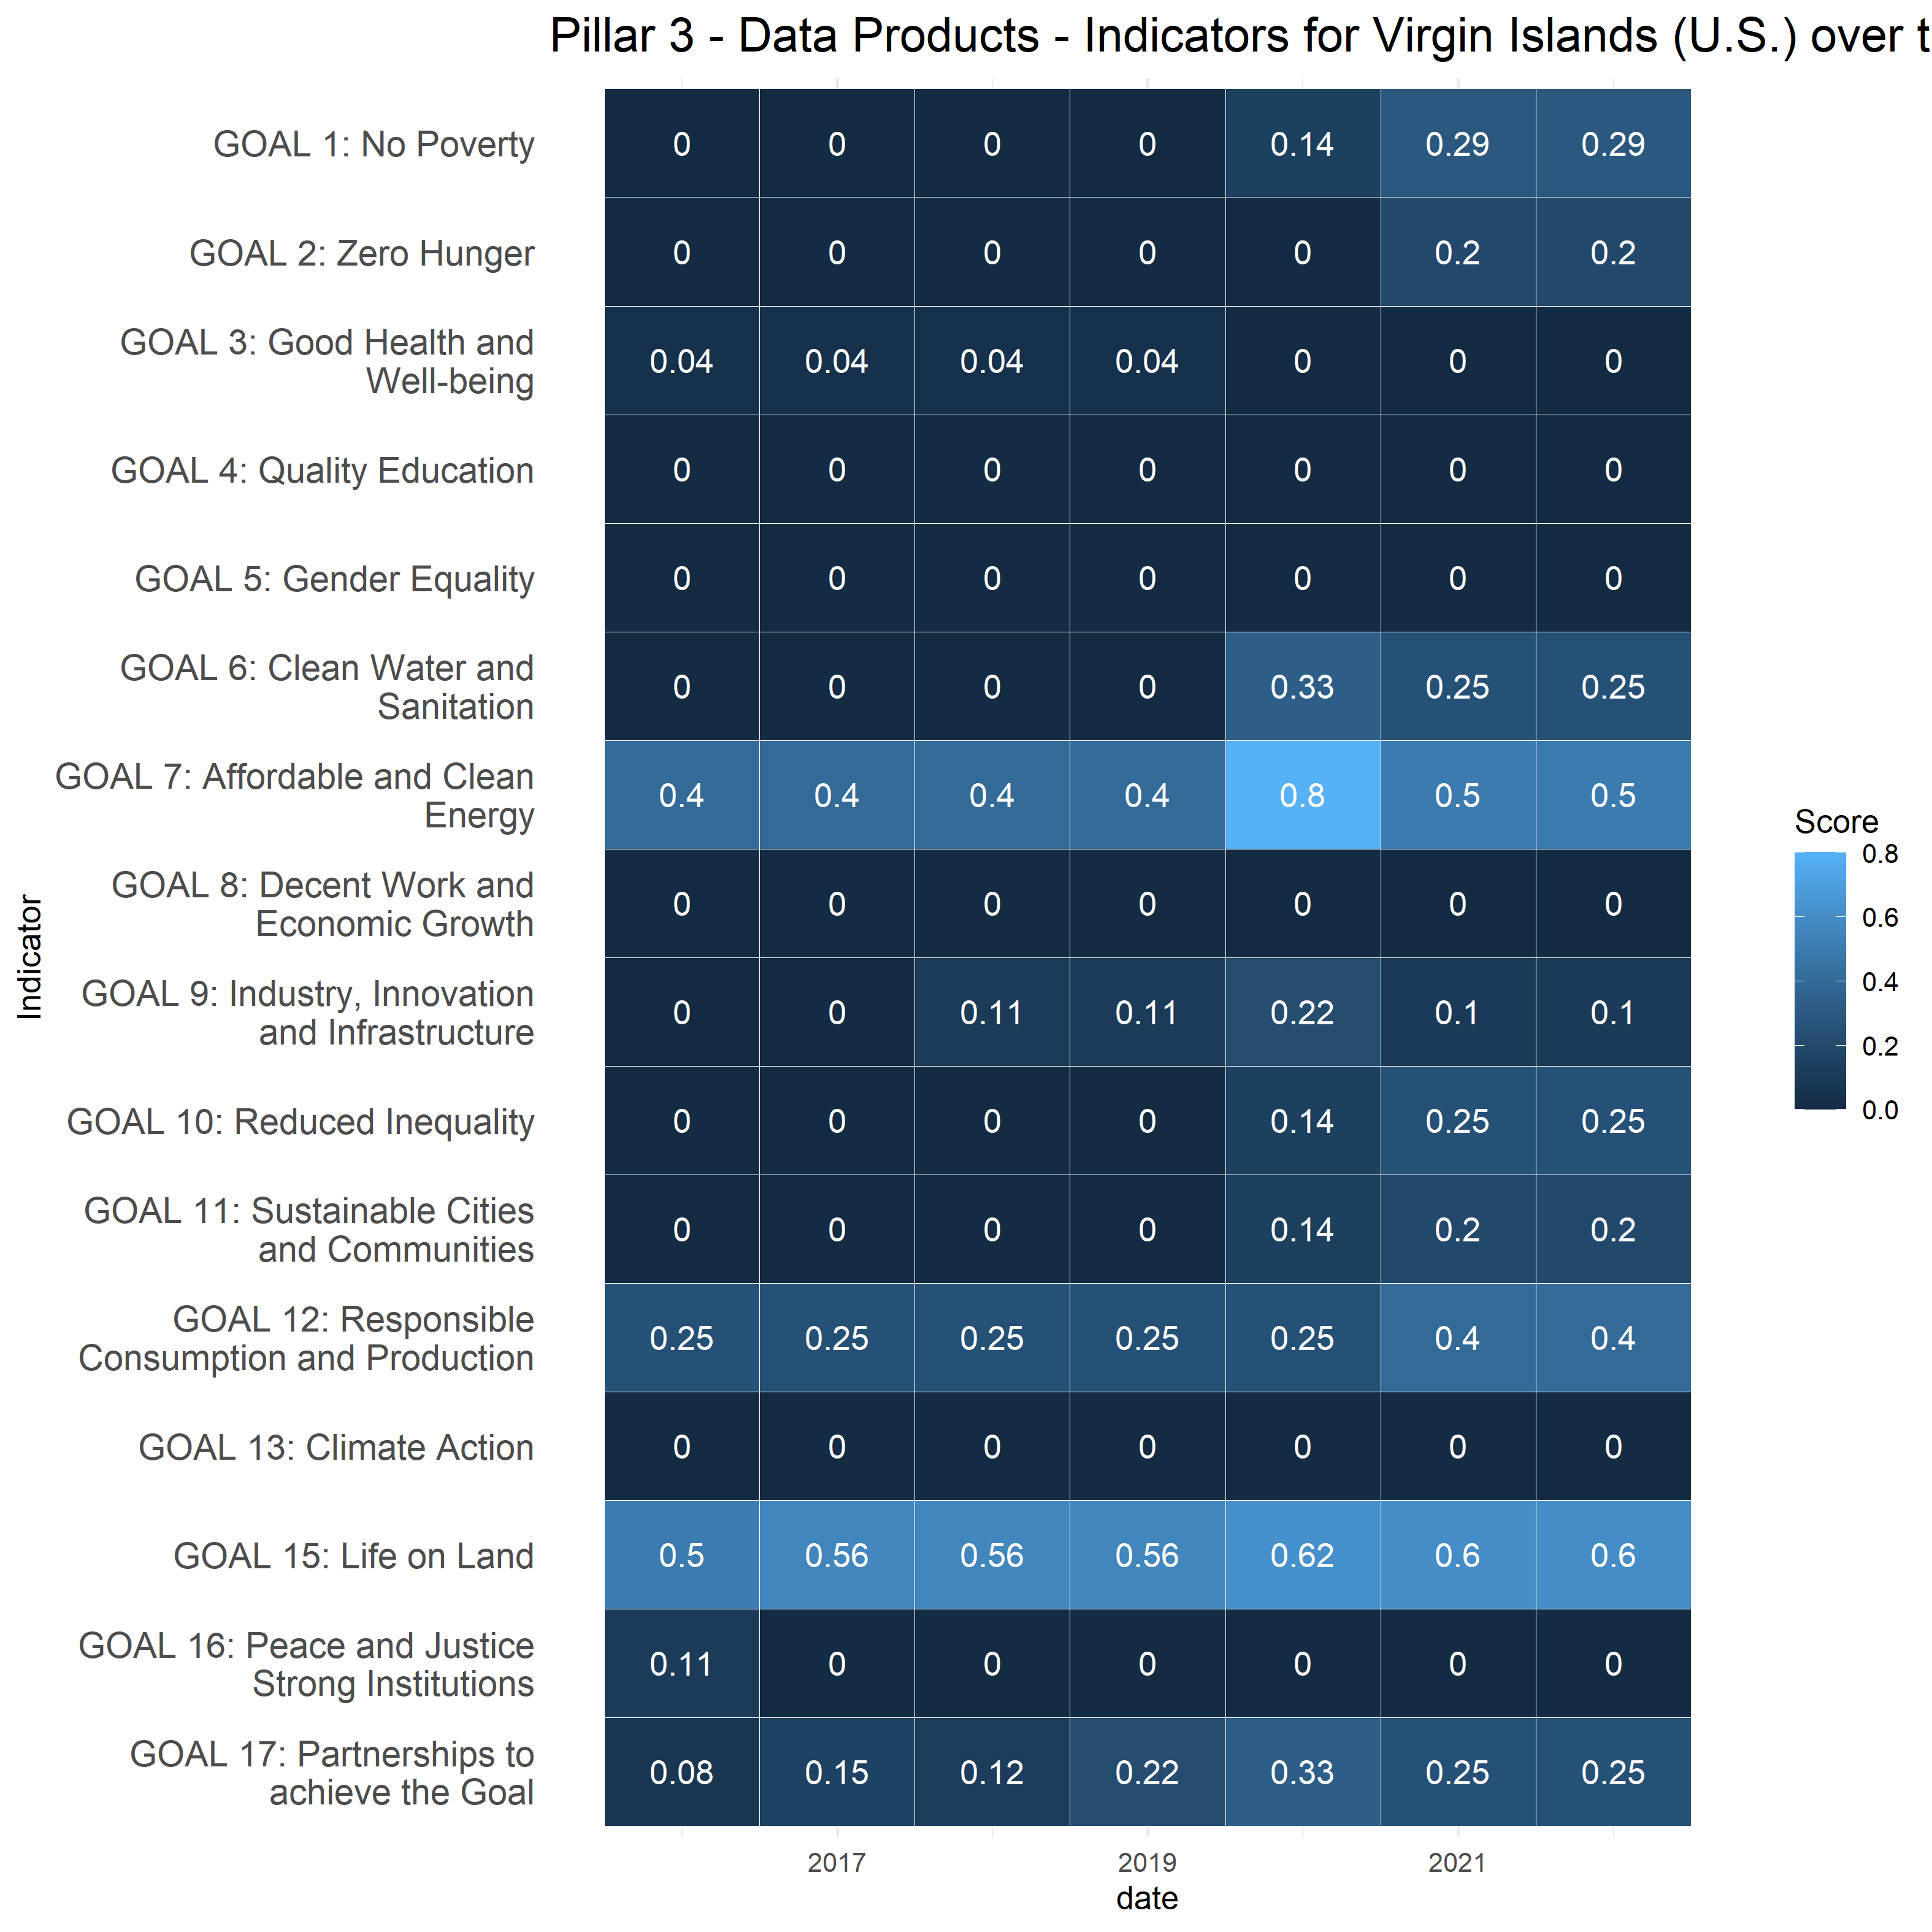 Pillar 3 - Data Products - Indicators for Virgin Islands (U.S.) over t
GOAL 1: No Poverty
0 0 0 0 0.14 0.29 0.29
GOAL 2: Zero Hunger
0 0 0 0 0 0.2 0.2
GOAL 3: Good Health and
Well-being
0.04 0.04 0.04 0.04 0 0 0
GOAL 4: Quality Education
0 0 0 0 0 0 0
GOAL 5: Gender Equality
0 0 0 0 0 0 0
GOAL 6: Clean Water and
Sanitation
0 0 0 0 0.33 0.25 0.25
GOAL 7: Affordable and Clean
Energy
0.4 0.4 0.4 0.4 0.8 0.5 0.5
GOAL 8: Decent Work and
Economic Growth
0 0 0 0 0 0 0
GOAL 9: Industry, Innovation
and Infrastructure
0 0 0.11 0.11 0.22 0.1 0.1
GOAL 10: Reduced Inequality
0 0 0 0 0.14 0.25 0.25
GOAL 11: Sustainable Cities
and Communities
0 0 0 0 0.14 0.2 0.2
GOAL 12: Responsible
Consumption and Production
0.25 0.25 0.25 0.25 0.25 0.4 0.4
GOAL 13: Climate Action
0 0 0 0 0 0 0
GOAL 15: Life on Land
0.5 0.56 0.56 0.56 0.62 0.6 0.6
GOAL 16: Peace and Justice
Strong Institutions
0.11 0 0 0 0 0 0
GOAL 17: Partnerships to
achieve the Goal
0.08 0.15 0.12 0.22 0.33 0.25 0.25
2017 2019 2021
date
Indicator
Score
0.8
0.6
0.4
0.2
0.0